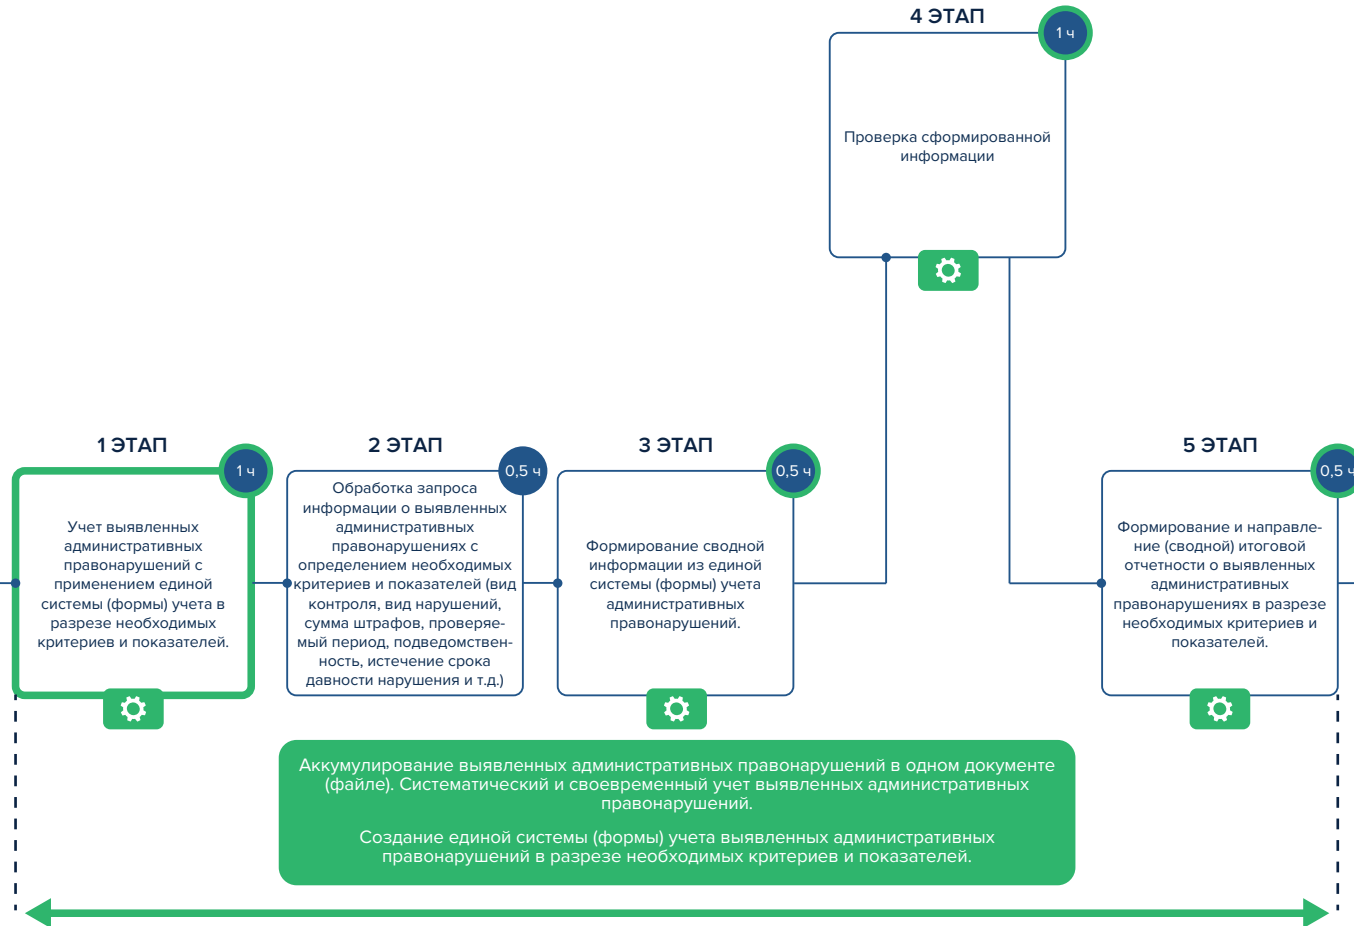 4 ЭТАП
1 ч
Проверка сформированной
информации
1 ЭТАП
1 ч
Учет выявленных
административных
правонарушений с
применением единой
системы (формы) учета в
разрезе необходимых
критериев и показателей.
2 ЭТАП
0,5 ч
Обработка запроса
информации о выявленных
административных
правонарушениях с
определением необходимых
критериев и показателей (вид
контроля, вид нарушений,
сумма штрафов, проверяе-
мый период, подведомствен-
ность, истечение срока
давности нарушения и т.д.)
3 ЭТАП
0,5 ч
Формирование сводной
информации из единой
системы (формы) учета
административных
правонарушений.
5 ЭТАП
0,5 ч
Формирование и направле-
ние (сводной) итоговой
отчетности о выявленных
административных
правонарушениях в разрезе
необходимых критериев и
показателей.
Аккумулирование выявленных административных правонарушений в одном документе
(файле). Систематический и своевременный учет выявленных административных
правонарушений.
Создание единой системы (формы) учета выявленных административных
правонарушений в разрезе необходимых критериев и показателей.